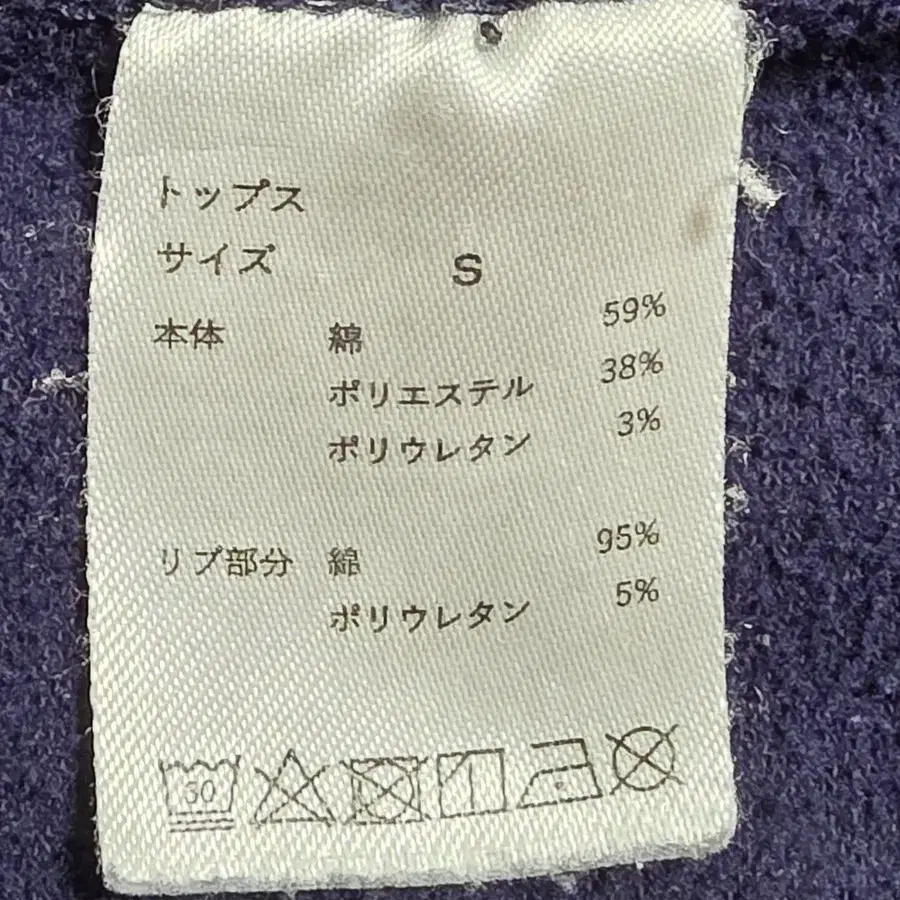 トップス
サイズ S
本体 綿 59%
ポリエステル 38%
ポリウレタン 3%
リブ部分 綿 95%
ポリウレタン 5%
30